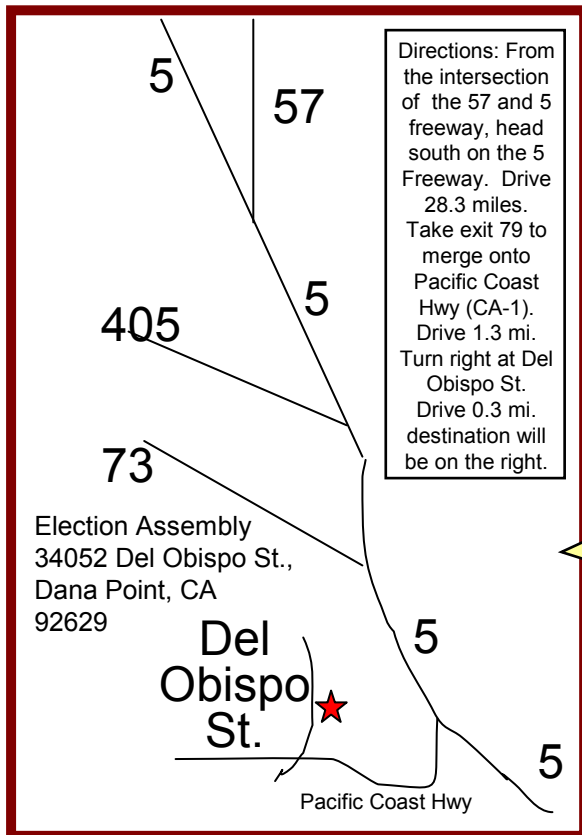 5
57
Directions: From
the intersection
of the 57 and 5
freeway, head
south on the 5
Freeway. Drive
28.3 miles.
Take exit 79 to
merge onto
Pacific Coast
Hwy (CA-1).
Drive 1.3 mi.
Turn right at Del
Obispo St.
Drive 0.3 mi.
destination will
be on the right.
5
405
73
Election Assembly
34052 Del Obispo St.,
Dana Point, CA
92629
Del
Obispo
St.
5
5
Pacific Coast Hwy